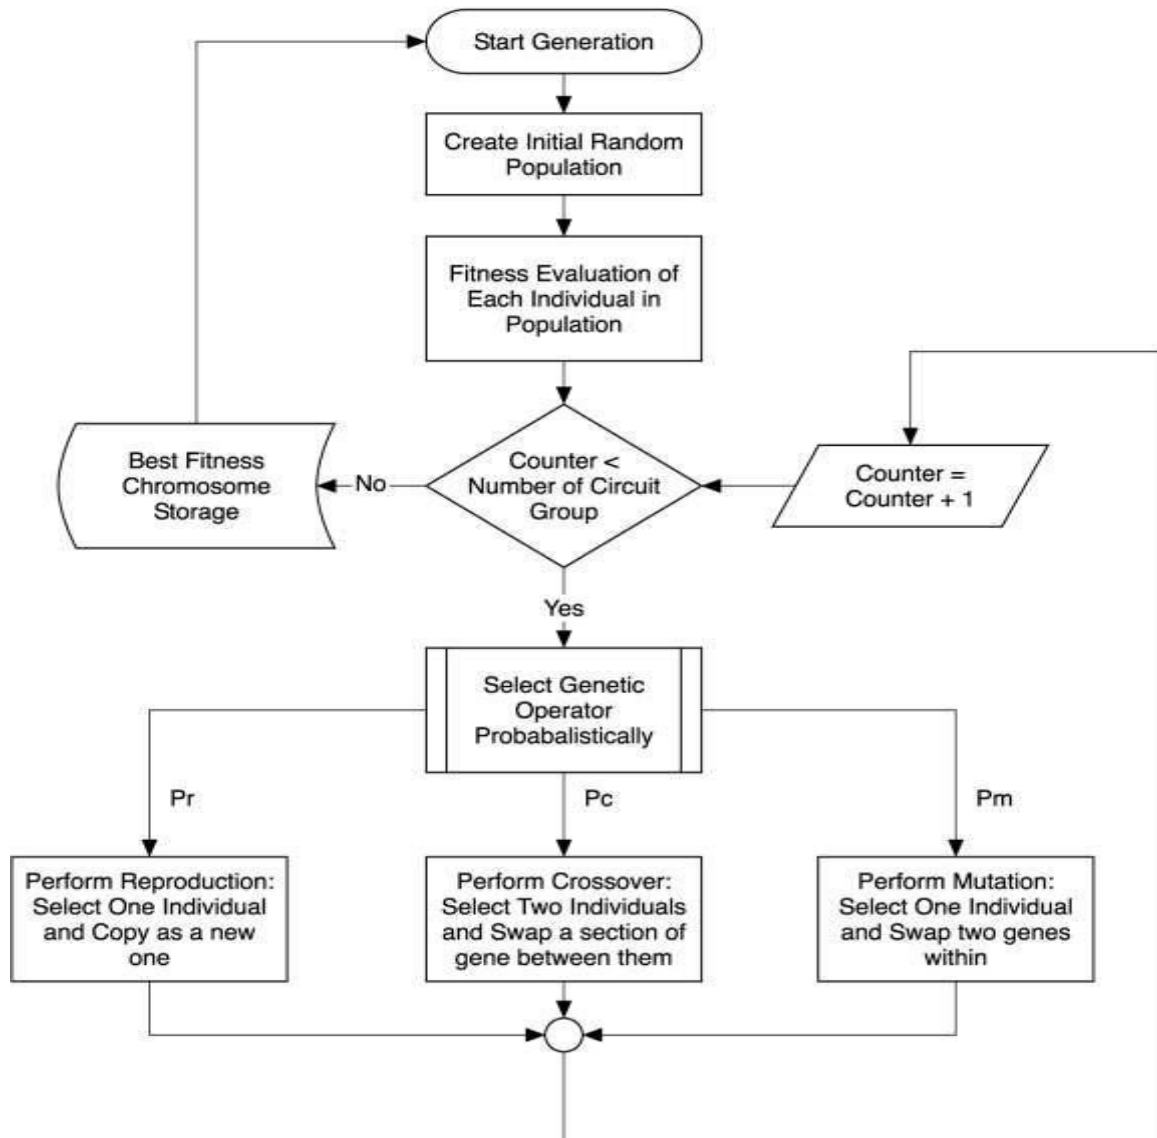 Start Generation
Create Initial Random
Population
Fitness Evaluation of
Each Individual in
Population
Best Fitness
Chromosome
Storage
No
Counter <
Number of Circuit
Group
Counter =
Counter + 1
Yes
Select Genetic
Operator
Probabalistically
Pr
Pc
Pm
Perform Reproduction:
Select One Individual
and Copy as a new
one
Perform Crossover:
Select Two Individuals
and Swap a section of
gene between them
Perform Mutation:
Select One Individual
and Swap two genes
within